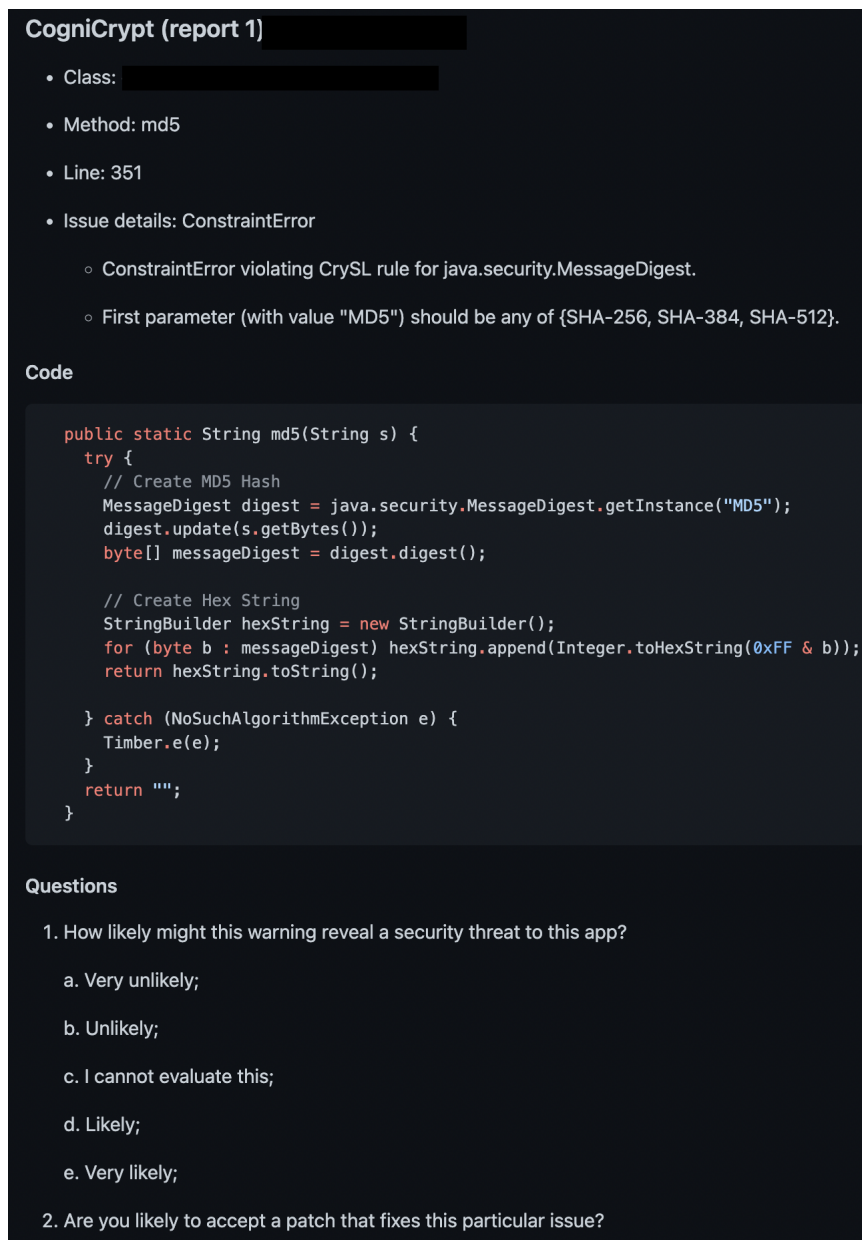 CogniCrypt (report 1)
• Class:
• Method: md5
• Line: 351
• Issue details: ConstraintError
◦ ConstraintError violating CrySL rule for java.security.MessageDigest.
◦ First parameter (with value "MD5") should be any of {SHA-256, SHA-384, SHA-512}.
Code
public static String md5(String s) {
  try {
    // Create MD5 Hash
    MessageDigest digest = java.security.MessageDigest.getInstance("MD5");
    digest.update(s.getBytes());
    byte[] messageDigest = digest.digest();

    // Create Hex String
    StringBuilder hexString = new StringBuilder();
    for (byte b : messageDigest) hexString.append(Integer.toHexString(0xFF & b));
    return hexString.toString();

  } catch (NoSuchAlgorithmException e) {
    Timber.e(e);
  }
  return "";
}
Questions
1. How likely might this warning reveal a security threat to this app?
a. Very unlikely;
b. Unlikely;
c. I cannot evaluate this;
d. Likely;
e. Very likely;
2. Are you likely to accept a patch that fixes this particular issue?